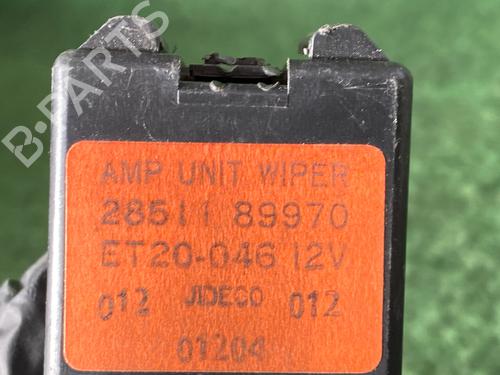 B-PARTS
AMP UNIT WIPER
28511 89970
ET20-046  12V
012 JIDECO 012
01204